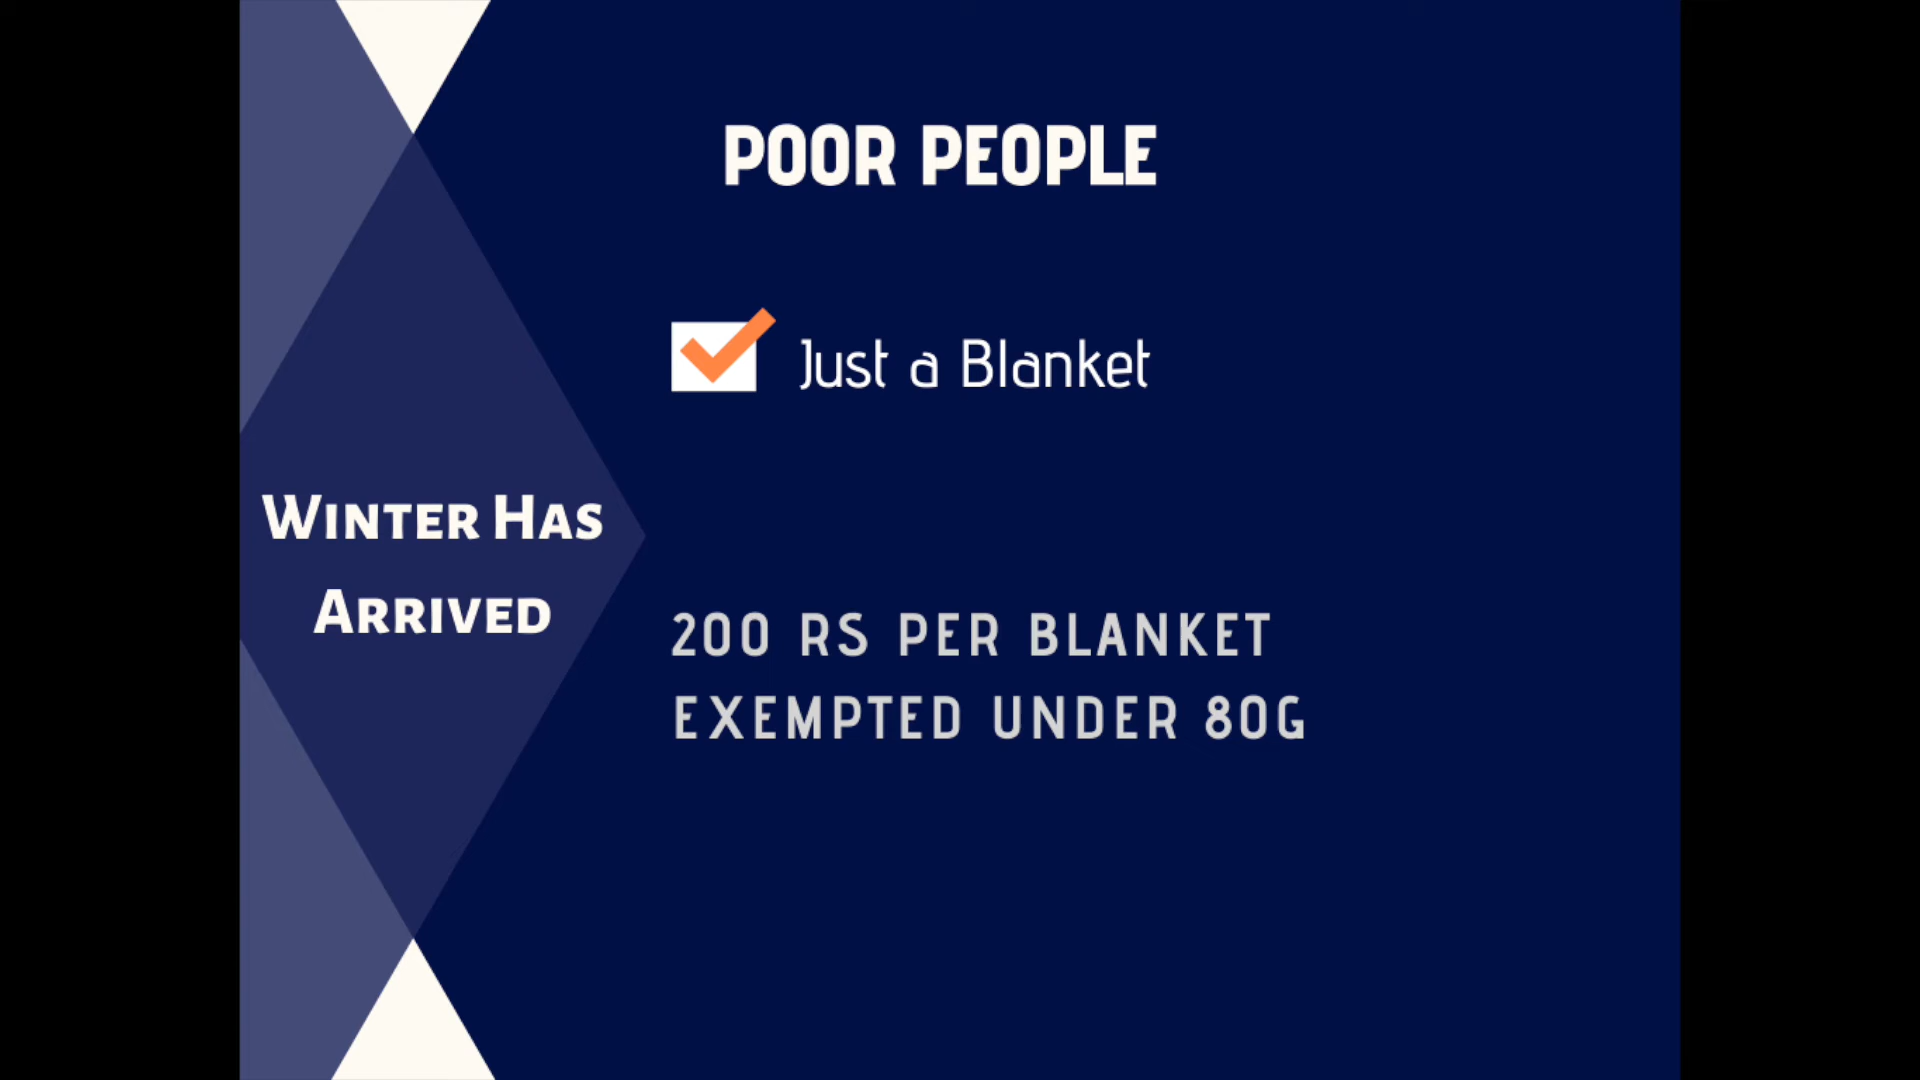 POOR PEOPLE
Just a Blanket
Winter Has
Arrived
200 RS PER BLANKET
EXEMPTED UNDER 80G